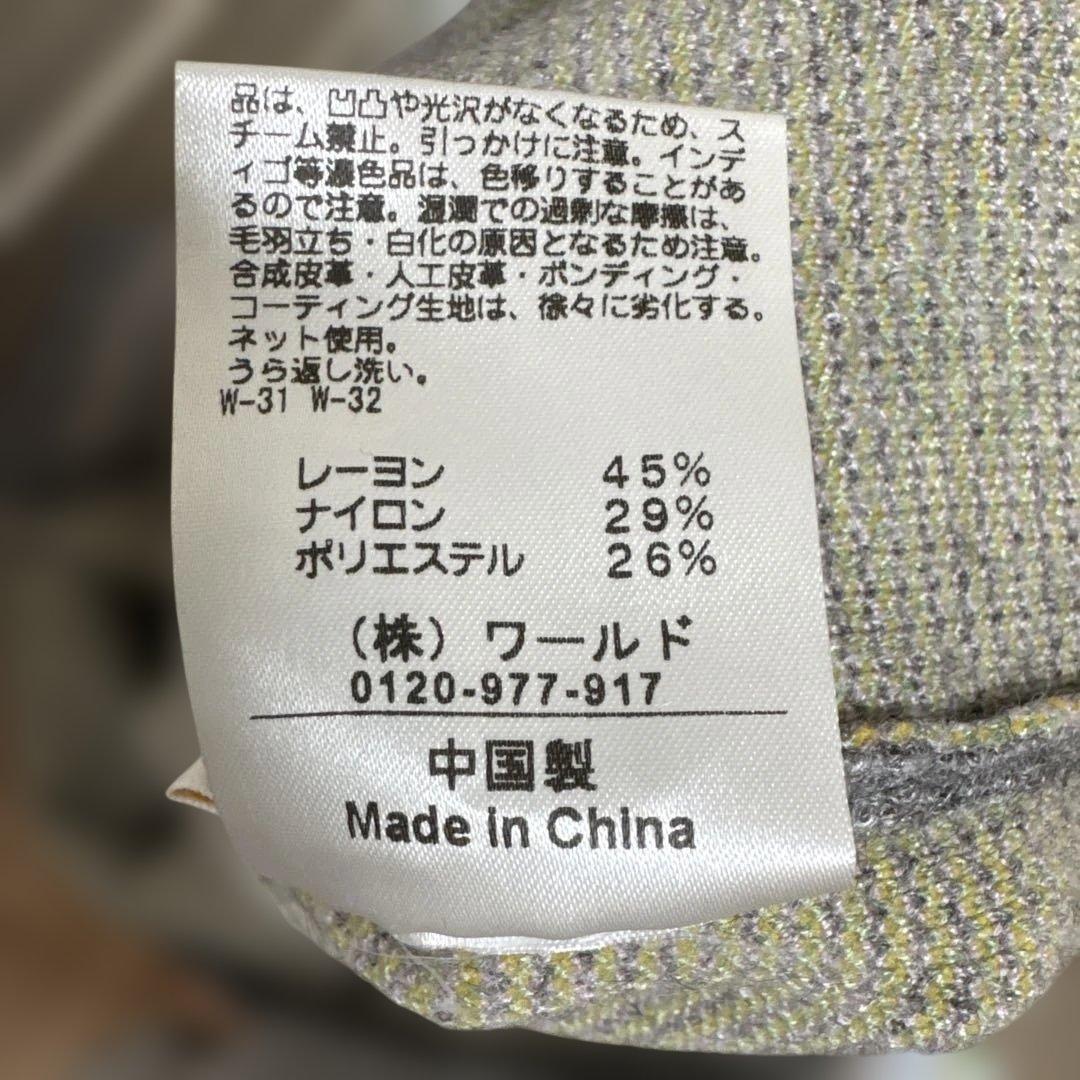 品は、凹凸や光沢がなくなるため、ス
チーム禁止。引っかけに注意。インデ
ィゴ等濃色品は、色移りすることがあ
るので注意。湿潤での過剰な摩擦は、
毛羽立ち・白化の原因となるため注意。
合成皮革・人工皮革・ボンディング・
コーティング生地は、徐々に劣化する。
ネット使用。
うら返し洗い。
W-31 W-32
レーヨン 45%
ナイロン 29%
ポリエステル 26%
（株）ワールド
0120-977-917
中国製
Made in China